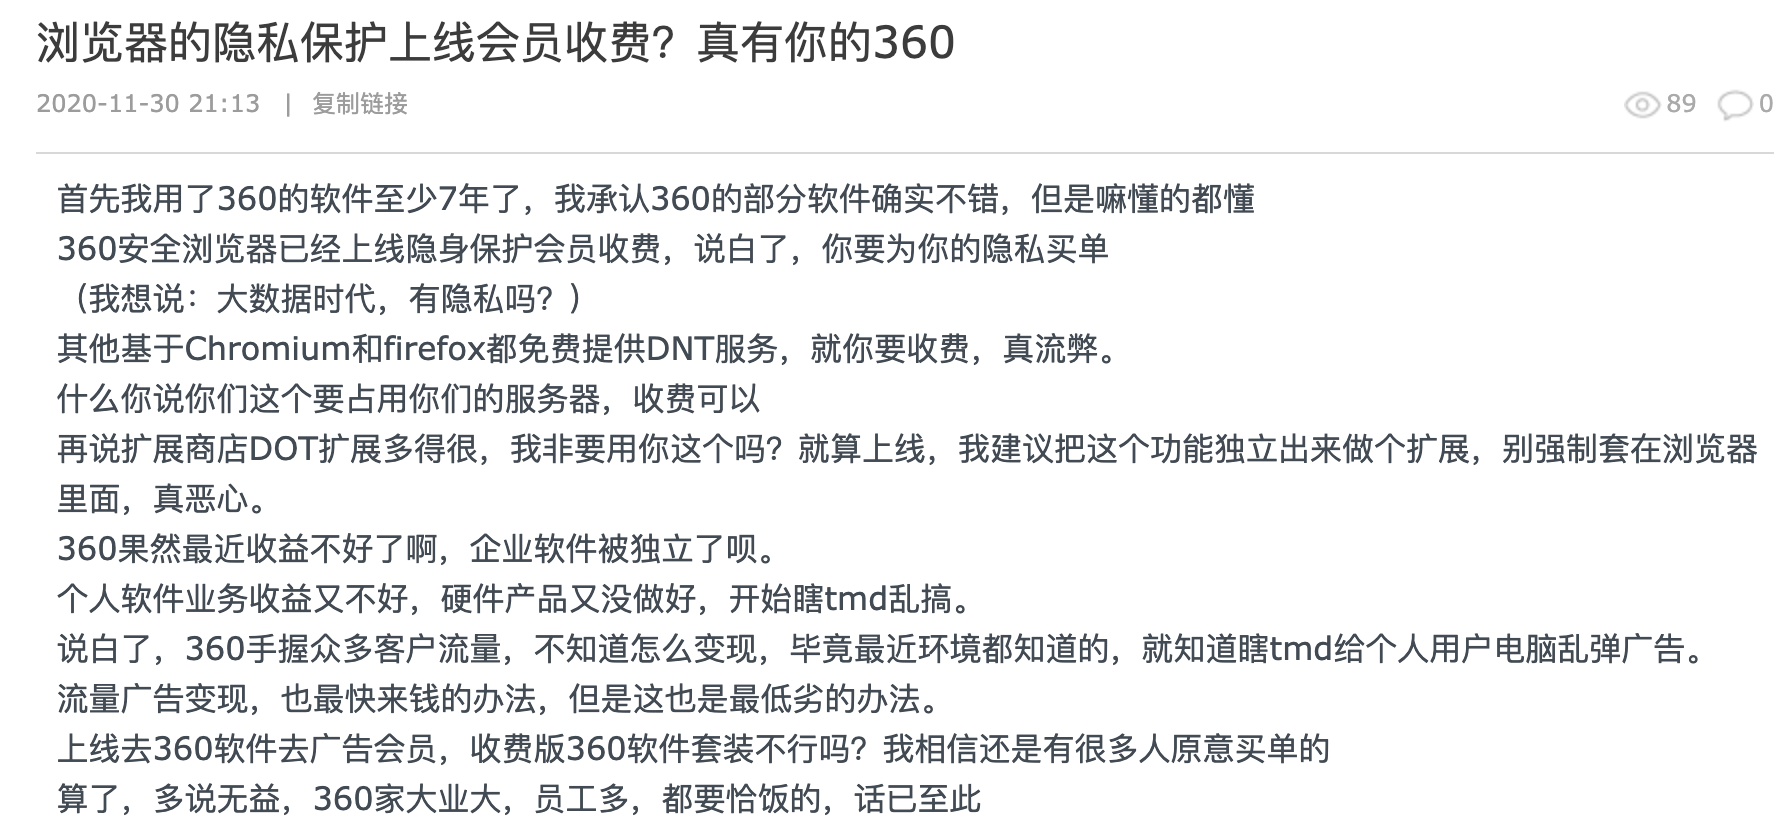 浏览器的隐私保护上线会员收费？真有你的360
2020-11-30 21:13 | 复制链接
89 0
首先我用了360的软件至少7年了，我承认360的部分软件确实不错，但是嘛懂的都懂
360安全浏览器已经上线隐身保护会员收费，说白了，你要为你的隐私买单
（我想说：大数据时代，有隐私吗？）
其他基于Chromium和firefox都免费提供DNT服务，就你要收费，真流弊。
什么你说你们这个要占用你们的服务器，收费可以
再说扩展商店DOT扩展多得很，我非要用你这个吗？就算上线，我建议把这个功能独立出来做个扩展，别强制套在浏览器
里面，真恶心。
360果然最近收益不好了啊，企业软件被独立了呗。
个人软件业务收益又不好，硬件产品又没做好，开始瞎tmd乱搞。
说白了，360手握众多客户流量，不知道怎么变现，毕竟最近环境都知道的，就知道瞎tmd给个人用户电脑乱弹广告。
流量广告变现，也最快来钱的办法，但是这也是最低劣的办法。
上线去360软件去广告会员，收费版360软件套装不行吗？我相信还是有很多人原意买单的
算了，多说无益，360家大业大，员工多，都要恰饭的，话已至此